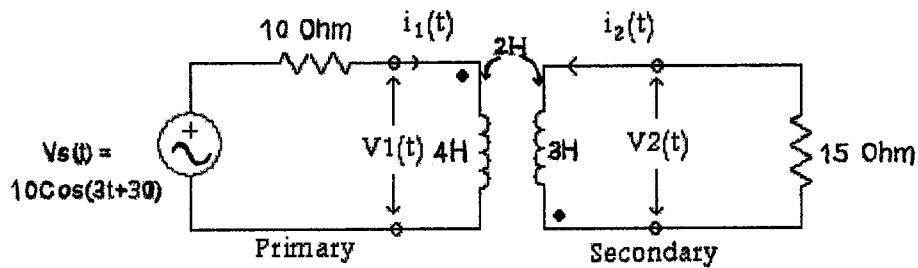 10 Ohm
i₁(t)
2H
i₂(t)
Vs(t) =
10Cos(3t+30)
V1(t)
4H
3H
V2(t)
15 Ohm
Primary
Secondary